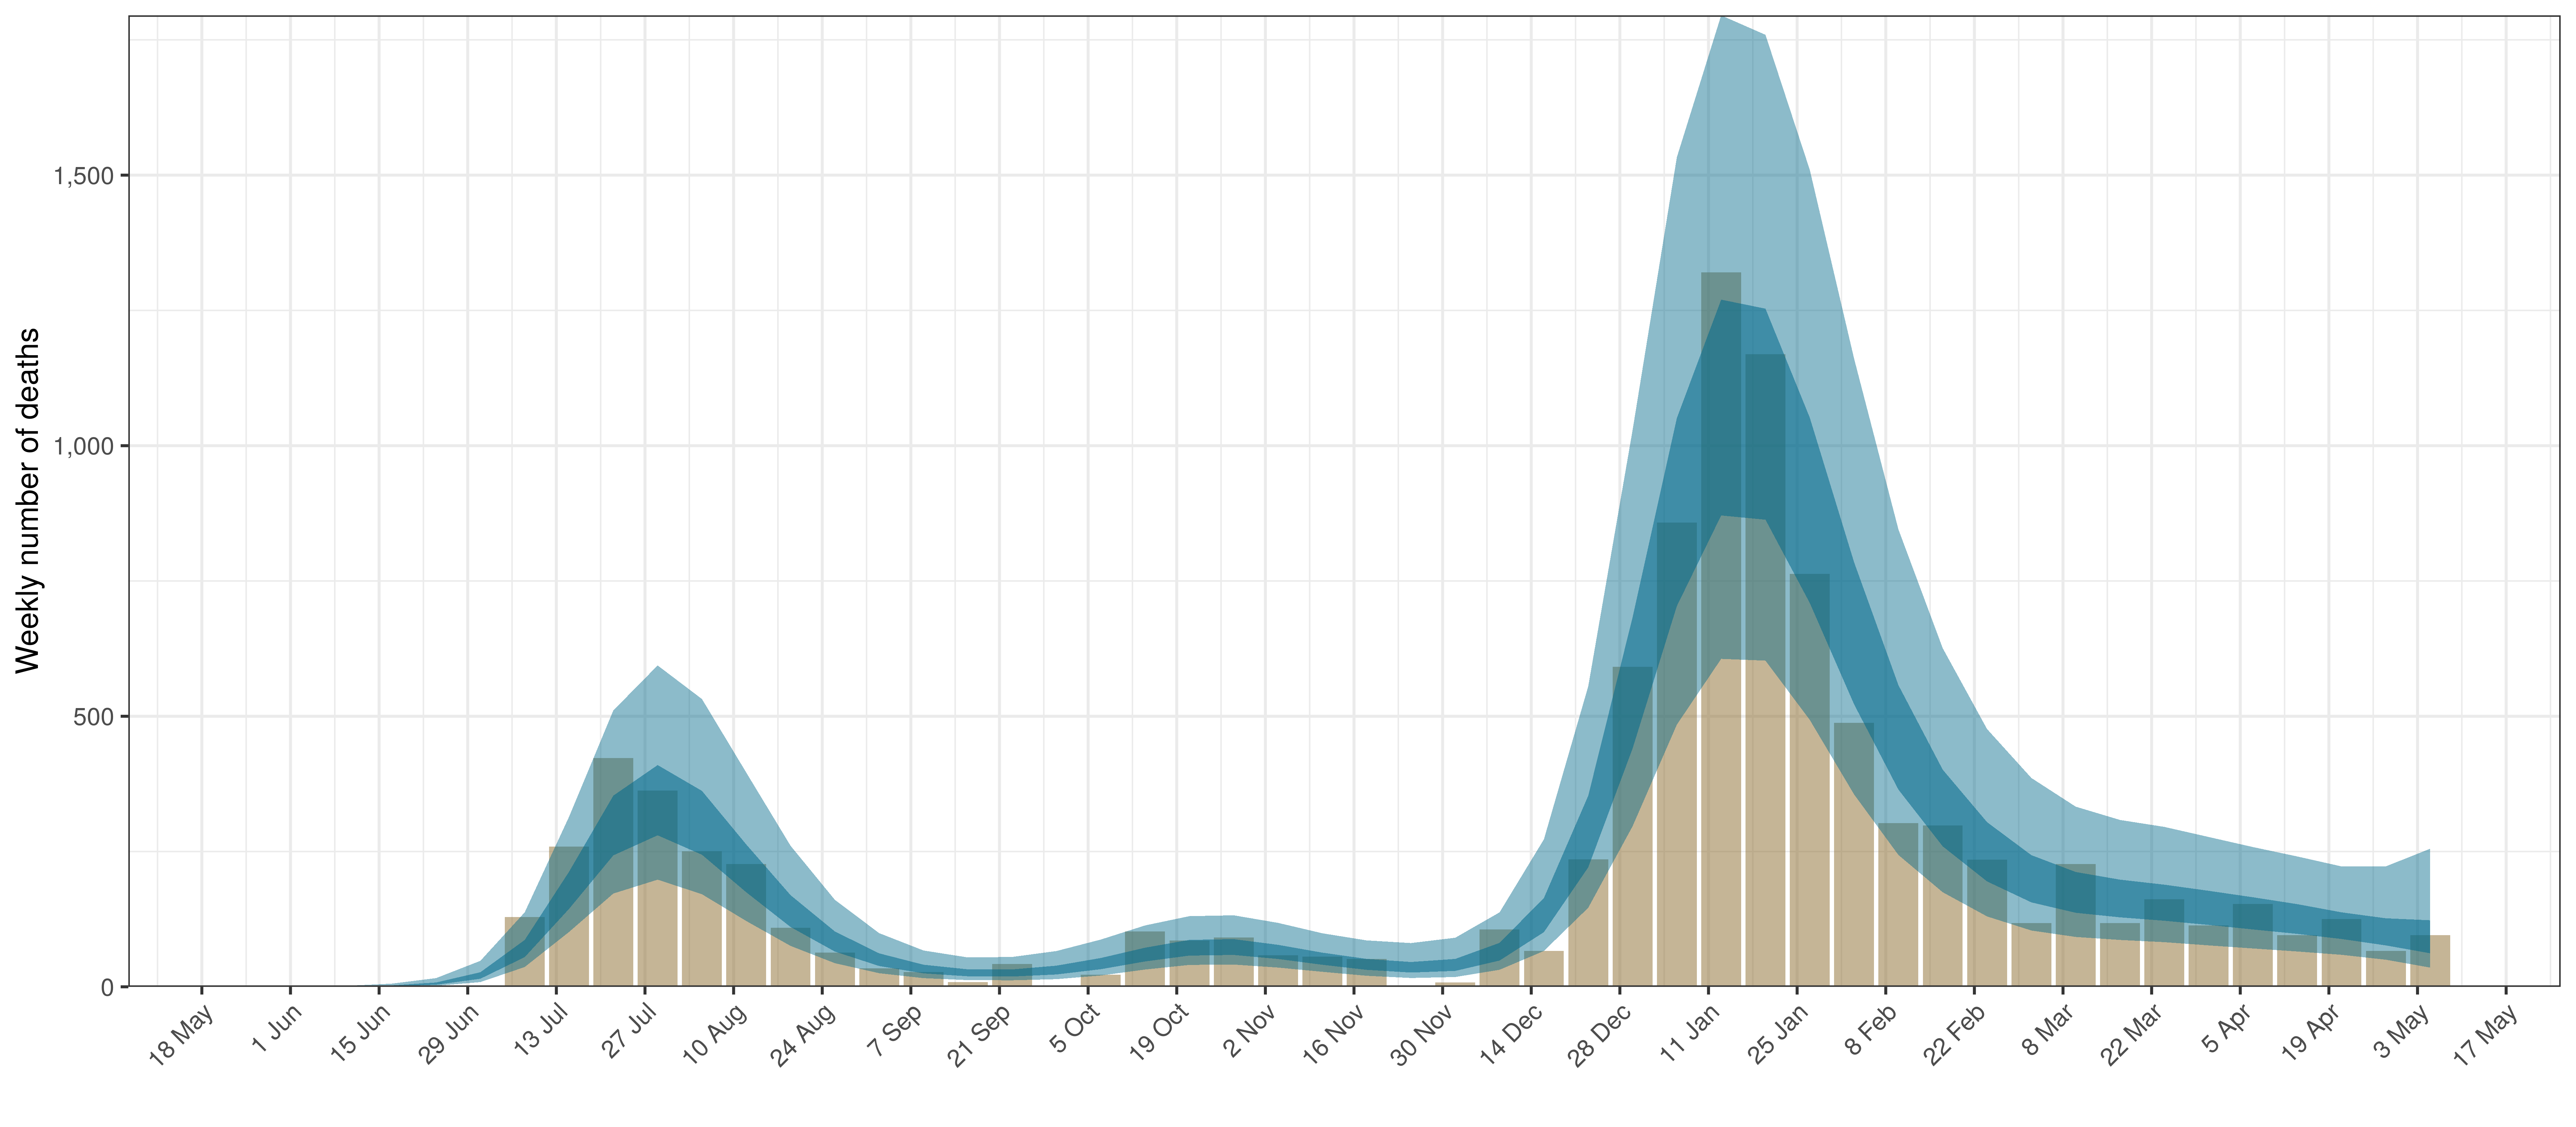 Weekly number of deaths
1,500
1,000
500
0
18 May
1 Jun
15 Jun
29 Jun
13 Jul
27 Jul
10 Aug
24 Aug
7 Sep
21 Sep
5 Oct
19 Oct
2 Nov
16 Nov
30 Nov
14 Dec
28 Dec
11 Jan
25 Jan
8 Feb
22 Feb
8 Mar
22 Mar
5 Apr
19 Apr
3 May
17 May